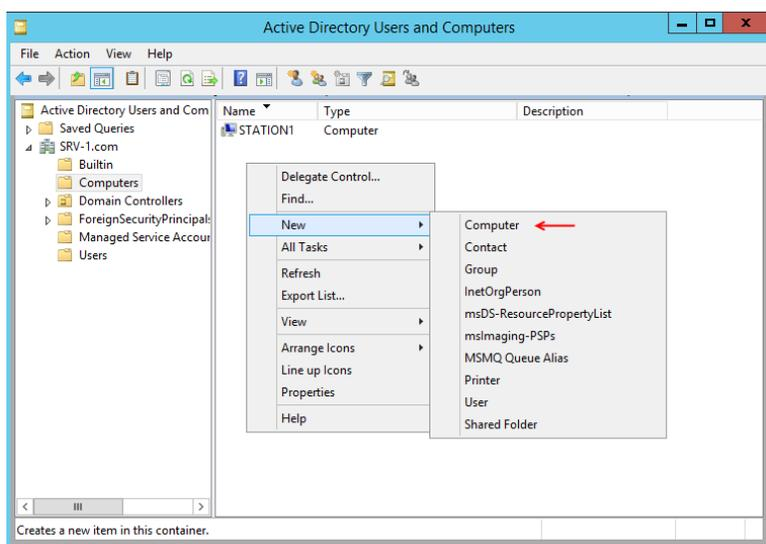 Active Directory Users and Computers
File Action View Help
Active Directory Users and Com
Saved Queries
SRV-1.com
Builtin
Computers
Domain Controllers
ForeignSecurityPrincipals
Managed Service Accour
Users
Name Type Description
STATION1 Computer
Delegate Control...
Find...
New
All Tasks
Refresh
Export List...
View
Arrange Icons
Line up Icons
Properties
Help
Computer
Contact
Group
InetOrgPerson
msDS-ResourcePropertyList
msImaging-PSPs
MSMQ Queue Alias
Printer
User
Shared Folder
Creates a new item in this container.